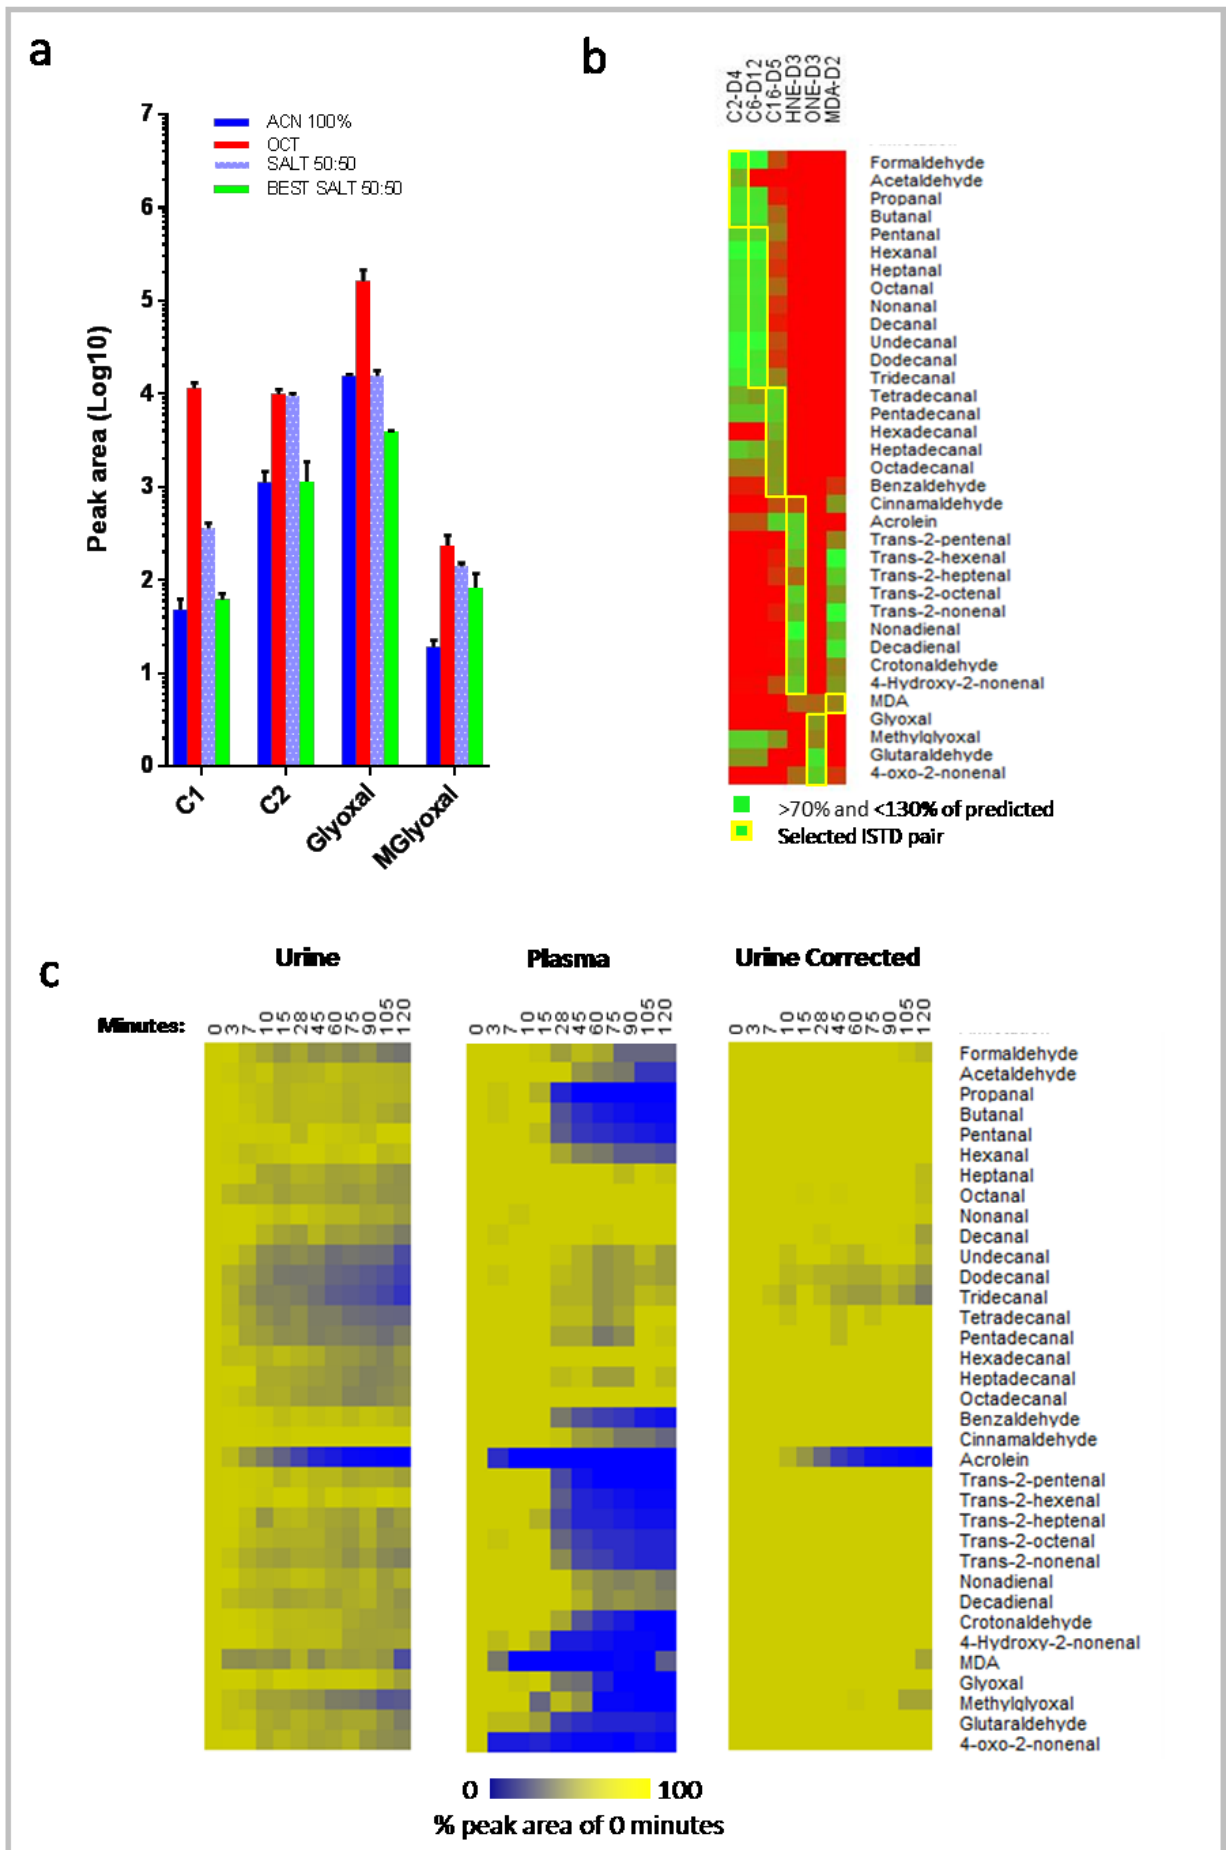 a
ACN 100%
OCT
SALT 50:50
BEST SALT 50:50
7
6
5
4
3
2
1
0
Peak area (Log10)
C1
C2
Glyoxal
MGlyoxal
b
C2-D4
C6-D12
C16-D5
HNE-D3
ONE-D3
MDA-D2
Formaldehyde
Acetaldehyde
Propanal
Butanal
Pentanal
Hexanal
Heptanal
Octanal
Nonanal
Decanal
Undecanal
Dodecanal
Tridecanal
Tetradecanal
Pentadecanal
Hexadecanal
Heptadecanal
Octadecanal
Benzaldehyde
Cinnamaldehyde
Acrolein
Trans-2-pentenal
Trans-2-hexenal
Trans-2-heptenal
Trans-2-octenal
Trans-2-nonenal
Nonadienal
Decadienal
Crotonaldehyde
4-Hydroxy-2-nonenal
MDA
Glyoxal
Methylglyoxal
Glutaraldehyde
4-oxo-2-nonenal
>70% and <130% of predicted
Selected ISTD pair
c
Urine
Plasma
Urine Corrected
Minutes:
0 3 7 10 15 28 45 60 75 90 105 120
0 3 7 10 15 28 45 60 75 90 105 120
0 3 7 10 15 28 45 60 75 90 105 120
Formaldehyde
Acetaldehyde
Propanal
Butanal
Pentanal
Hexanal
Heptanal
Octanal
Nonanal
Decanal
Undecanal
Dodecanal
Tridecanal
Tetradecanal
Pentadecanal
Hexadecanal
Heptadecanal
Octadecanal
Benzaldehyde
Cinnamaldehyde
Acrolein
Trans-2-pentenal
Trans-2-hexenal
Trans-2-heptenal
Trans-2-octenal
Trans-2-nonenal
Nonadienal
Decadienal
Crotonaldehyde
4-Hydroxy-2-nonenal
MDA
Glyoxal
Methylglyoxal
Glutaraldehyde
4-oxo-2-nonenal
0 100
% peak area of 0 minutes